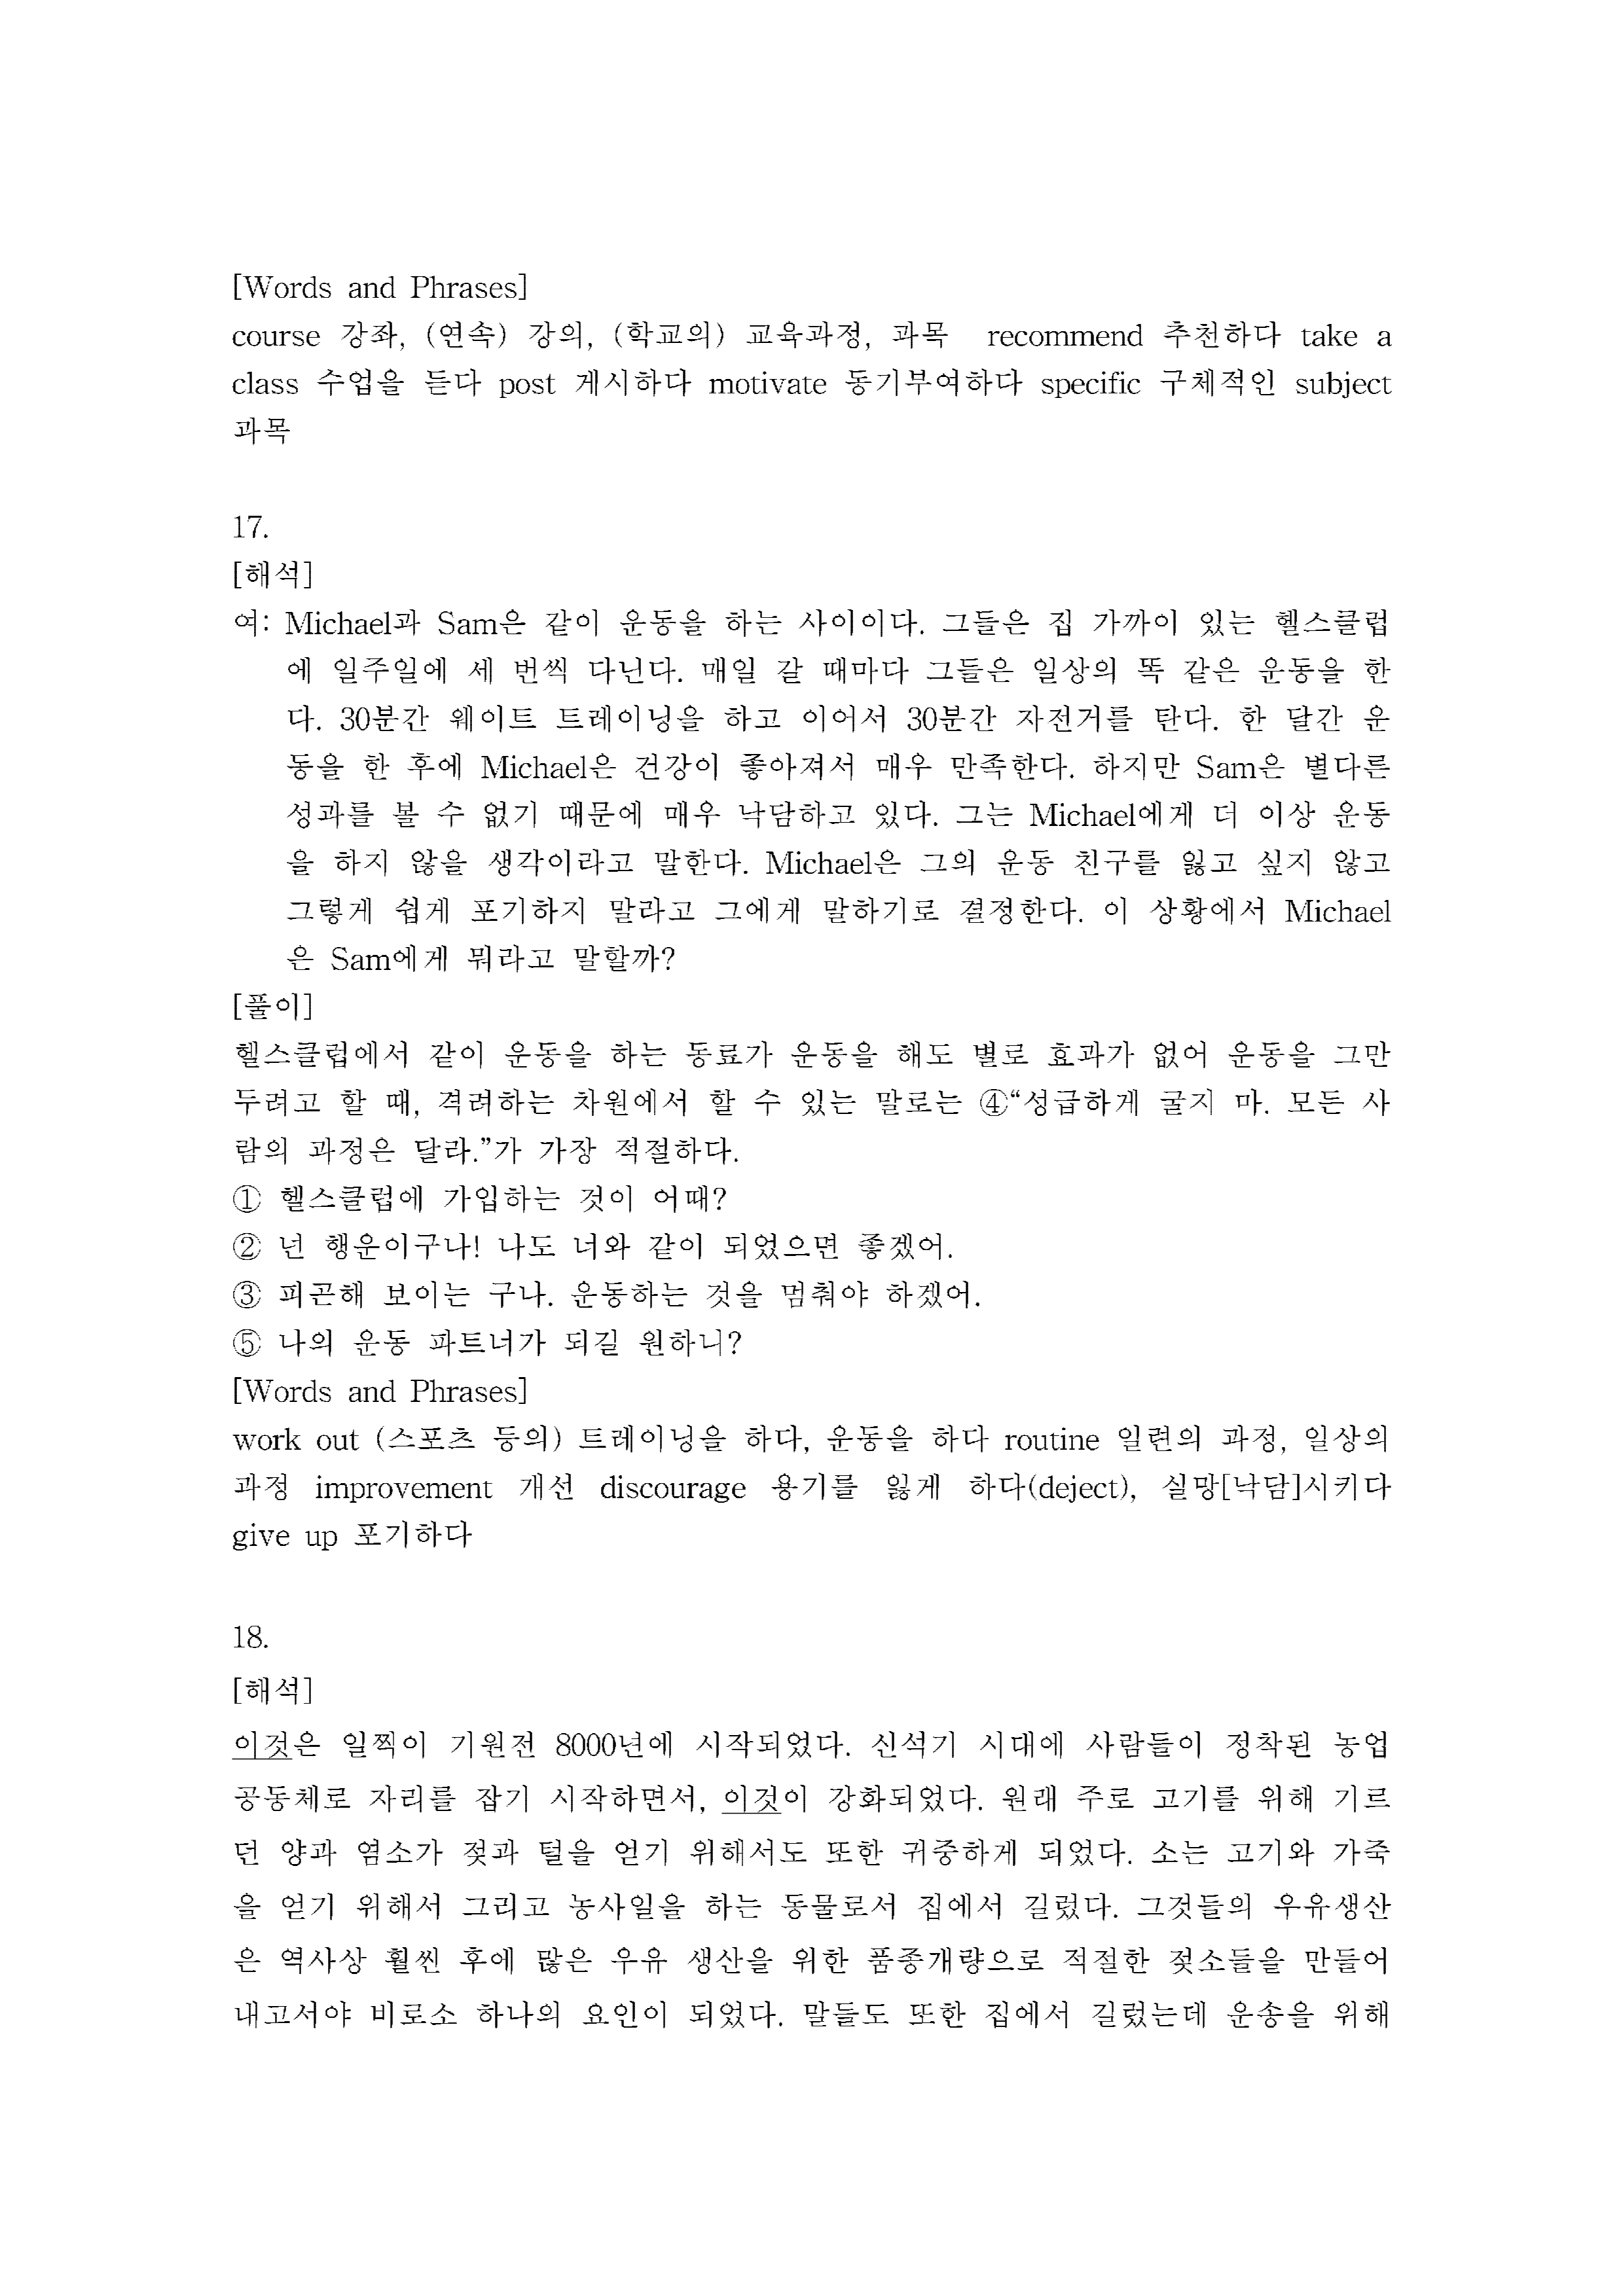 [Words and Phrases]
course 강좌, (연속) 강의, (학교의) 교육과정, 과목 recommend 추천하다 take a
class 수업을 듣다 post 게시하다 motivate 동기부여하다 specific 구체적인 subject
과목
17.
[해석]
여: Michael과 Sam은 같이 운동을 하는 사이이다. 그들은 집 가까이 있는 헬스클럽
에 일주일에 세 번씩 다닌다. 매일 갈 때마다 그들은 일상의 똑 같은 운동을 한
다. 30분간 웨이트 트레이닝을 하고 이어서 30분간 자전거를 탄다. 한 달간 운
동을 한 후에 Michael은 건강이 좋아져서 매우 만족한다. 하지만 Sam은 별다른
성과를 볼 수 없기 때문에 매우 낙담하고 있다. 그는 Michael에게 더 이상 운동
을 하지 않을 생각이라고 말한다. Michael은 그의 운동 친구를 잃고 싶지 않고
그렇게 쉽게 포기하지 말라고 그에게 말하기로 결정한다. 이 상황에서 Michael
은 Sam에게 뭐라고 말할까?
[풀이]
헬스클럽에서 같이 운동을 하는 동료가 운동을 해도 별로 효과가 없어 운동을 그만
두려고 할 때, 격려하는 차원에서 할 수 있는 말로는 ④“성급하게 굴지 마. 모든 사
람의 과정은 달라.”가 가장 적절하다.
① 헬스클럽에 가입하는 것이 어때?
② 넌 행운이구나! 나도 너와 같이 되었으면 좋겠어.
③ 피곤해 보이는 구나. 운동하는 것을 멈춰야 하겠어.
⑤ 나의 운동 파트너가 되길 원하니?
[Words and Phrases]
work out (스포츠 등의) 트레이닝을 하다, 운동을 하다 routine 일련의 과정, 일상의
과정 improvement 개선 discourage 용기를 잃게 하다(deject), 실망[낙담]시키다
give up 포기하다
18.
[해석]
이것은 일찍이 기원전 8000년에 시작되었다. 신석기 시대에 사람들이 정착된 농업
공동체로 자리를 잡기 시작하면서, 이것이 강화되었다. 원래 주로 고기를 위해 기르
던 양과 염소가 젖과 털을 얻기 위해서도 또한 귀중하게 되었다. 소는 고기와 가죽
을 얻기 위해서 그리고 농사일을 하는 동물로서 집에서 길렀다. 그것들의 우유생산
은 역사상 훨씬 후에 많은 우유 생산을 위한 품종개량으로 적절한 젖소들을 만들어
내고서야 비로소 하나의 요인이 되었다. 말들도 또한 집에서 길렀는데 운송을 위해